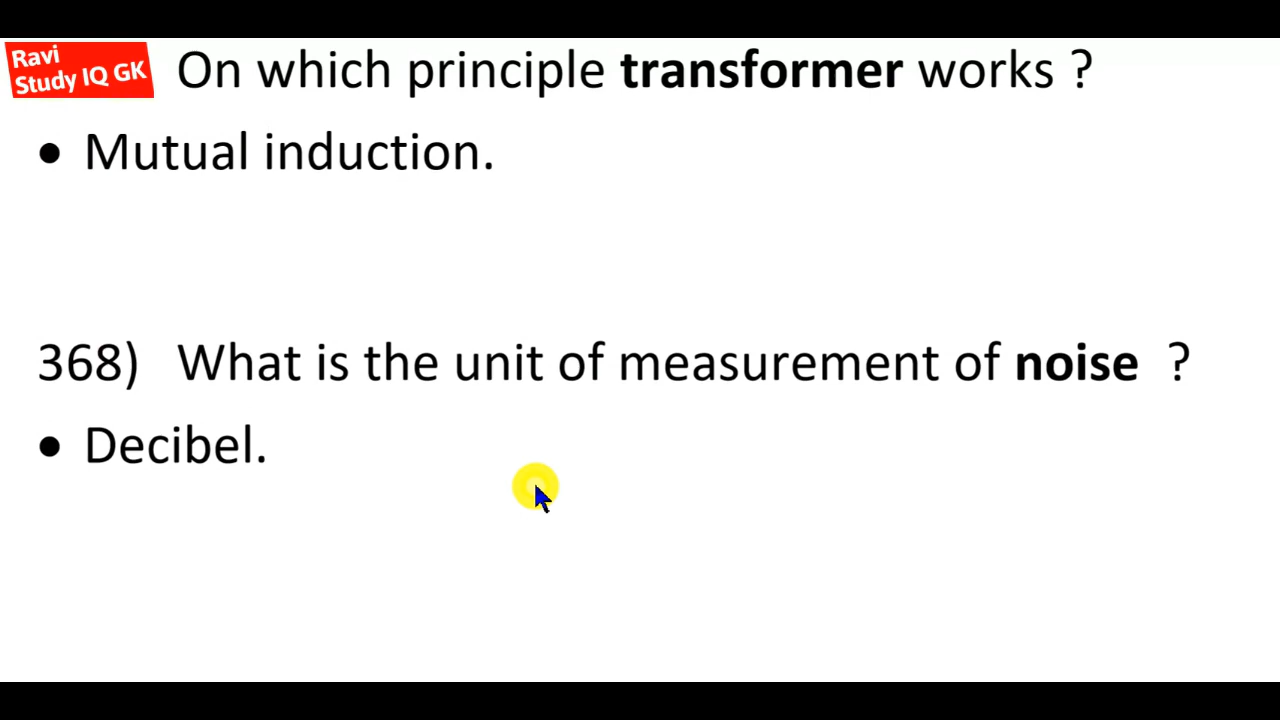 Ravi
Study IQ GK
On which principle transformer works ?
• Mutual induction.
368) What is the unit of measurement of noise ?
• Decibel.